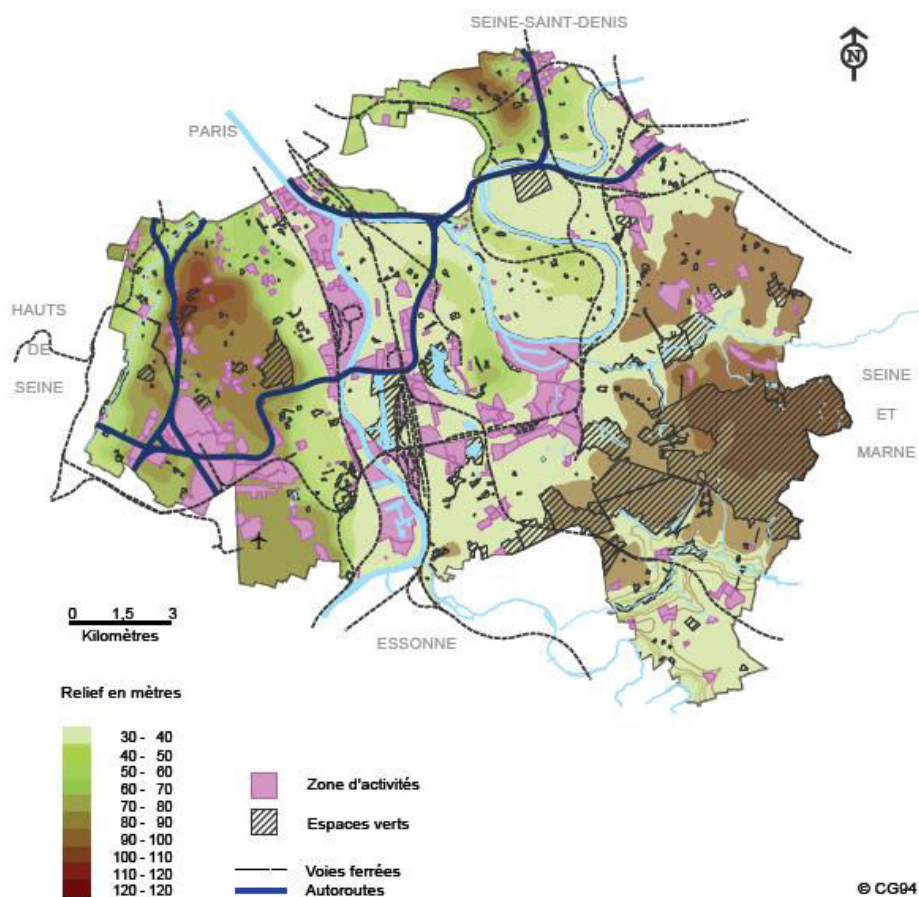 SEINE-SAINT-DENIS
N
PARIS
HAUTS
DE
SEINE
SEINE
ET
MARNE
0 1,5 3
Kilomètres
ESSONNE
Relief en mètres
30 - 40
40 - 50
50 - 60
60 - 70
70 - 80
80 - 90
90 - 100
100 - 110
110 - 120
120 - 120
Zone d'activités
Espaces verts
Voies ferrées
Autoroutes
© CG94